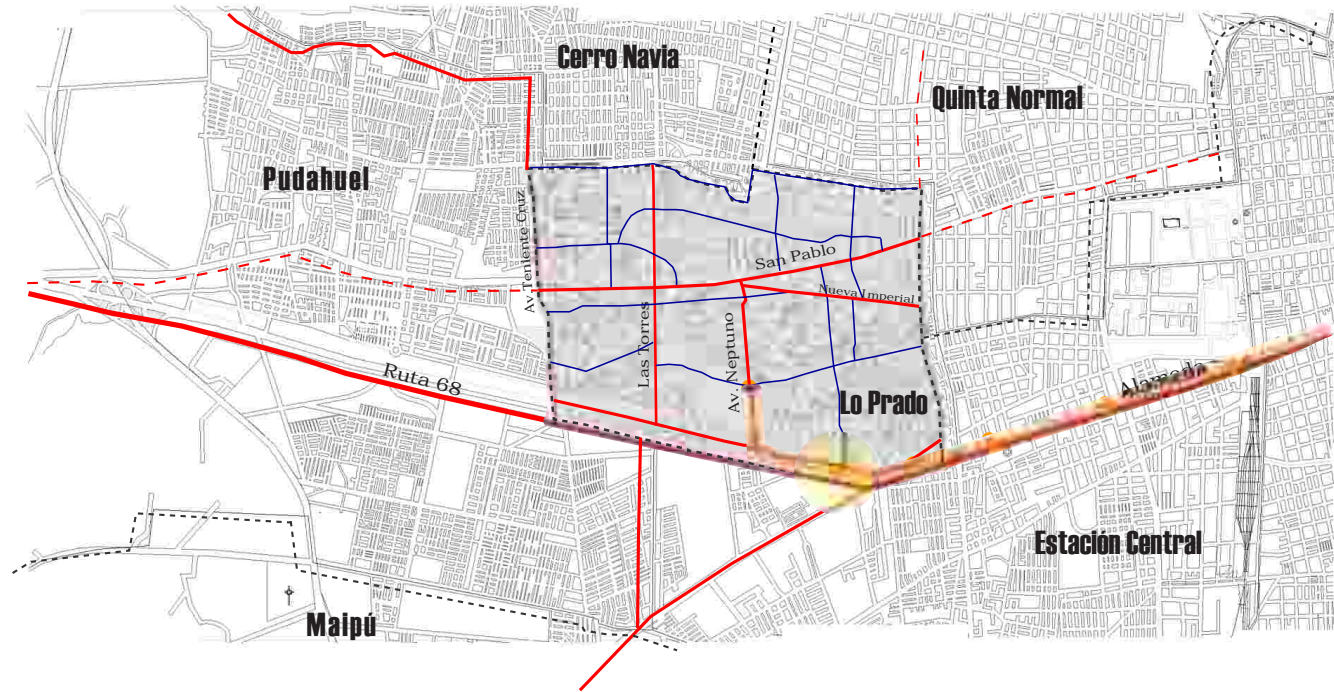 Cerro Navia
Quinta Normal
Pudahuel
Av. Teniente Cruz
San Pablo
Nueva Imperial
Las Torres
Av. Neptuno
Ruta 68
Alameda
Lo Prado
Estación Central
Maipú